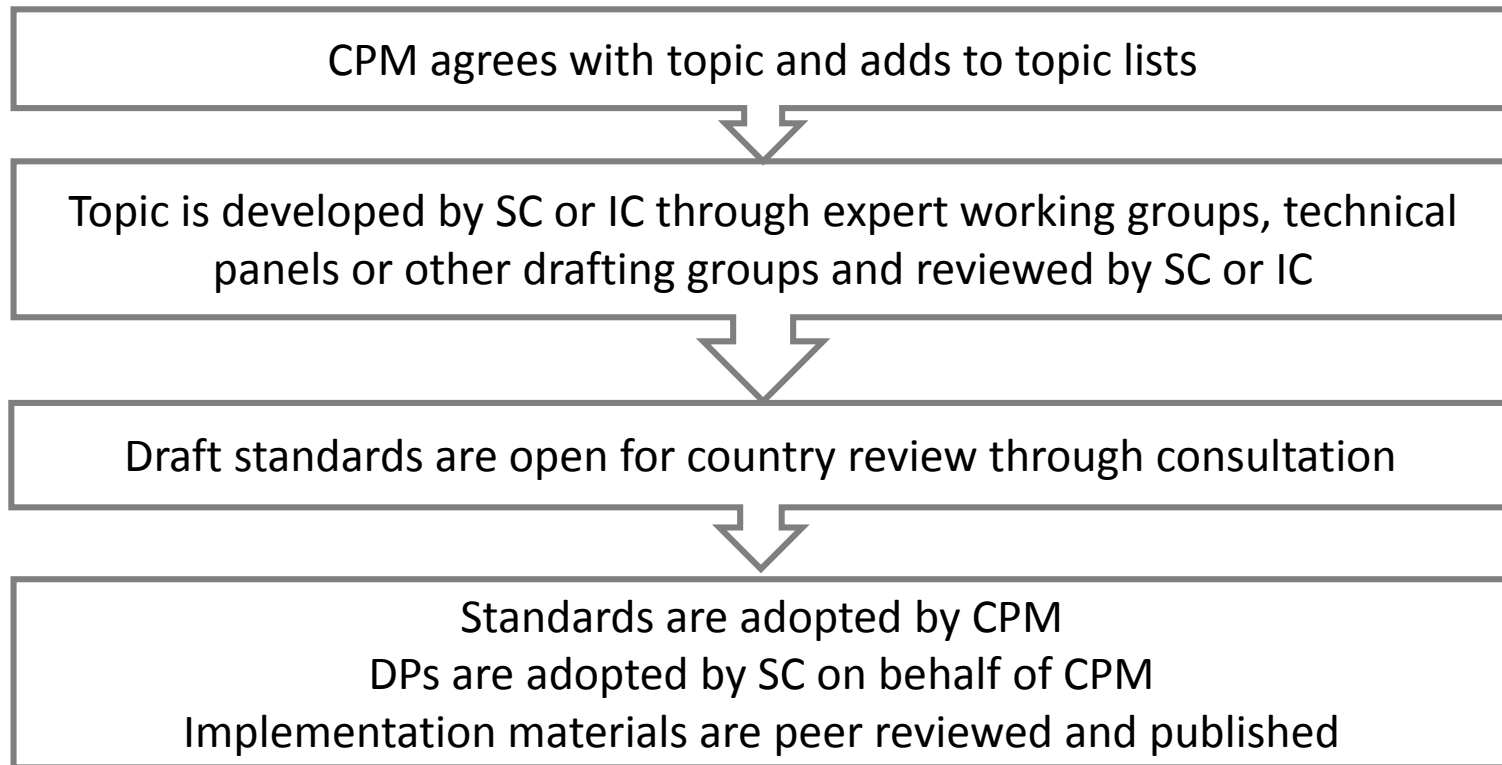 CPM agrees with topic and adds to topic lists
Topic is developed by SC or IC through expert working groups, technical
panels or other drafting groups and reviewed by SC or IC
Draft standards are open for country review through consultation
Standards are adopted by CPM
DPs are adopted by SC on behalf of CPM
Implementation materials are peer reviewed and published